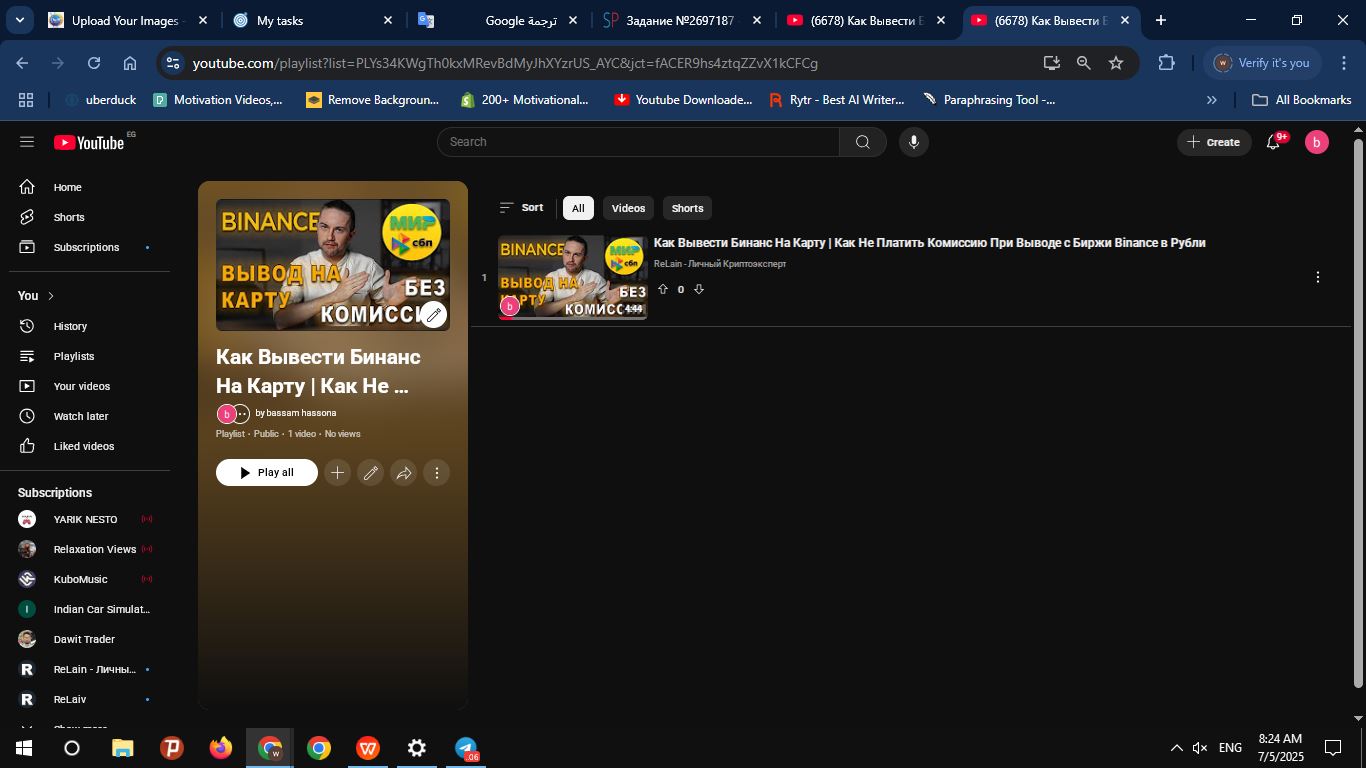 Upload Your Images -
My tasks
ترجمة Google
Задание №2697187
(6678) Как Вывести Б
(6678) Как Вывести Б
youtube.com/playlist?list=PLYs34KWgTh0kxMRevBdMyJhXYzrUS_AYC&jct=fACER9hs4ztqZZvX1kCFCg
Verify it's you
uberduck
Motivation Videos,...
Remove Backgroun...
200+ Motivational...
Youtube Downloade...
Rytr - Best AI Writer...
Paraphrasing Tool -...
All Bookmarks
YouTube EG
Search
Create
9+
b
Home
Shorts
Subscriptions
You
History
Playlists
Your videos
Watch later
Liked videos
Subscriptions
YARIK NESTO
Relaxation Views
KuboMusic
Indian Car Simulat...
Dawit Trader
ReLain - Личны...
ReLaiv
BINANCE
МИР
сбп
ВЫВОД НА
КАРТУ
БЕЗ
КОМИССИ
Как Вывести Бинанс
На Карту | Как Не ...
by bassam hassona
Playlist • Public • 1 video • No views
Play all
Sort
All
Videos
Shorts
1
BINANCE
МИР
сбп
ВЫВОД НА
КАРТУ
БЕЗ
КОМИСС
4:44
Как Вывести Бинанс На Карту | Как Не Платить Комиссию При Выводе с Биржи Binance в Рубли
ReLain - Личный Криптоэксперт
0
ENG
8:24 AM
7/5/2025